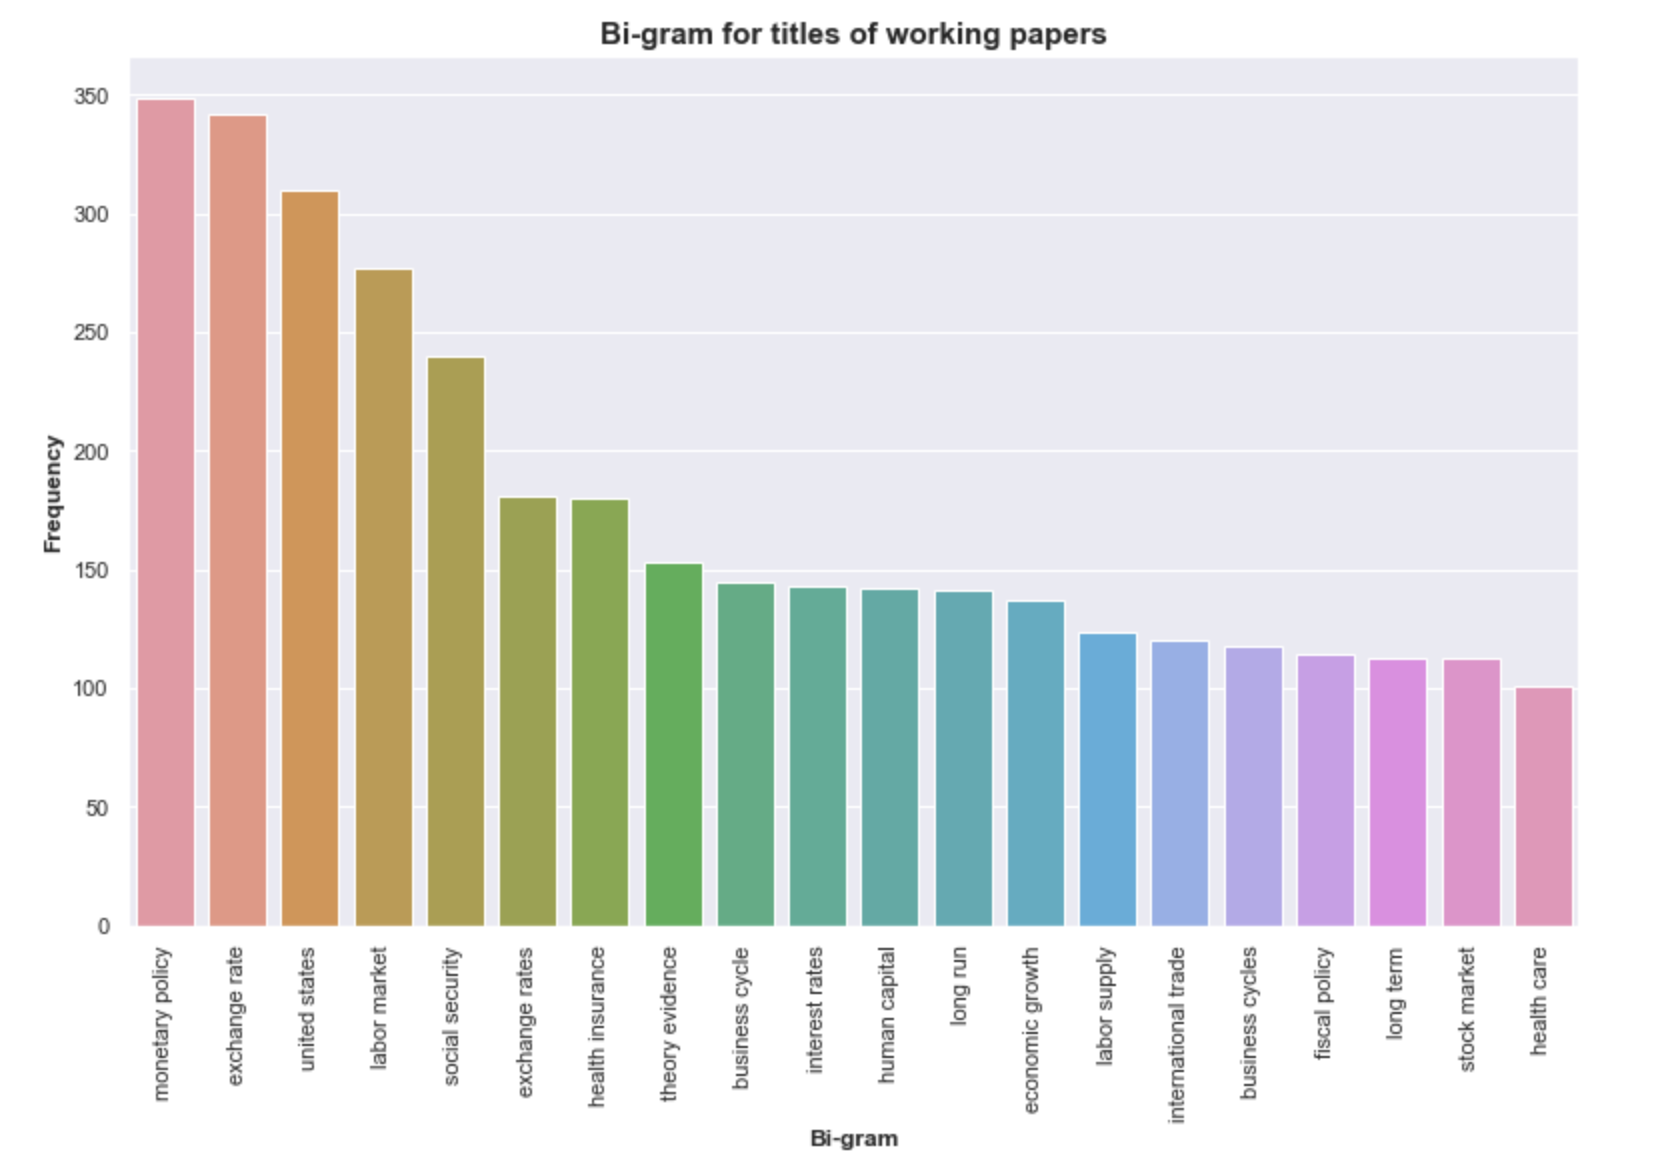 Bi-gram for titles of working papers
350
300
250
200
150
100
50
0
Frequency
monetary policy
exchange rate
united states
labor market
social security
exchange rates
health insurance
theory evidence
business cycle
interest rates
human capital
long run
economic growth
labor supply
international trade
business cycles
fiscal policy
long term
stock market
health care
Bi-gram